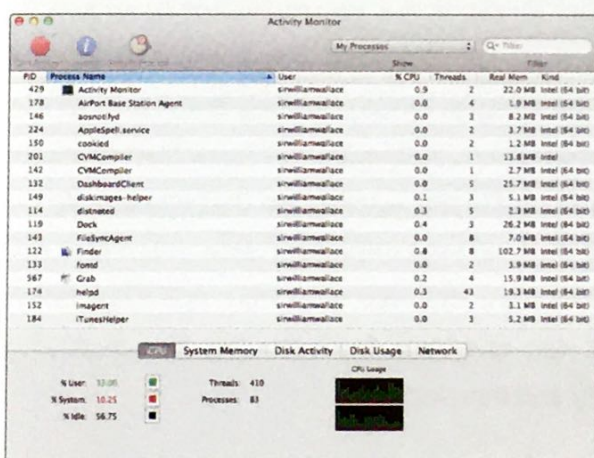 Activity Monitor
My Processes
Filter
Show Filter
PID Process Name User % CPU Threads Real Mem Kind
429 Activity Monitor sirwilliamwallace 0.9 2 22.0 MB Intel (64 bit)
178 AirPort Base Station Agent sirwilliamwallace 0.0 4 1.9 MB Intel (64 bit)
146 aosnotifyd sirwilliamwallace 0.0 3 8.2 MB Intel (64 bit)
224 AppleSpell.service sirwilliamwallace 0.0 2 3.7 MB Intel (64 bit)
150 cookied sirwilliamwallace 0.0 2 1.2 MB Intel (64 bit)
201 CVMCompiler sirwilliamwallace 0.0 1 13.8 MB Intel
142 CVMCompiler sirwilliamwallace 0.0 1 2.7 MB Intel (64 bit)
132 DashboardClient sirwilliamwallace 0.0 5 25.7 MB Intel (64 bit)
149 diskimages-helper sirwilliamwallace 0.1 3 5.1 MB Intel (64 bit)
114 distnoted sirwilliamwallace 0.3 5 2.3 MB Intel (64 bit)
119 Dock sirwilliamwallace 0.4 3 26.2 MB Intel (64 bit)
143 FileSyncAgent sirwilliamwallace 0.0 8 7.0 MB Intel (64 bit)
122 Finder sirwilliamwallace 0.8 8 102.7 MB Intel (64 bit)
133 fontd sirwilliamwallace 0.0 2 3.9 MB Intel (64 bit)
567 Grab sirwilliamwallace 0.2 4 15.9 MB Intel (64 bit)
174 helpd sirwilliamwallace 0.3 43 19.3 MB Intel (64 bit)
152 imagent sirwilliamwallace 0.0 2 3.1 MB Intel (64 bit)
184 iTunesHelper sirwilliamwallace 0.0 3 5.2 MB Intel (64 bit)
CPU System Memory Disk Activity Disk Usage Network
CPU Usage
% User: 33.00 Threads: 410
% System: 10.25 Processes: 83
% Idle: 56.75